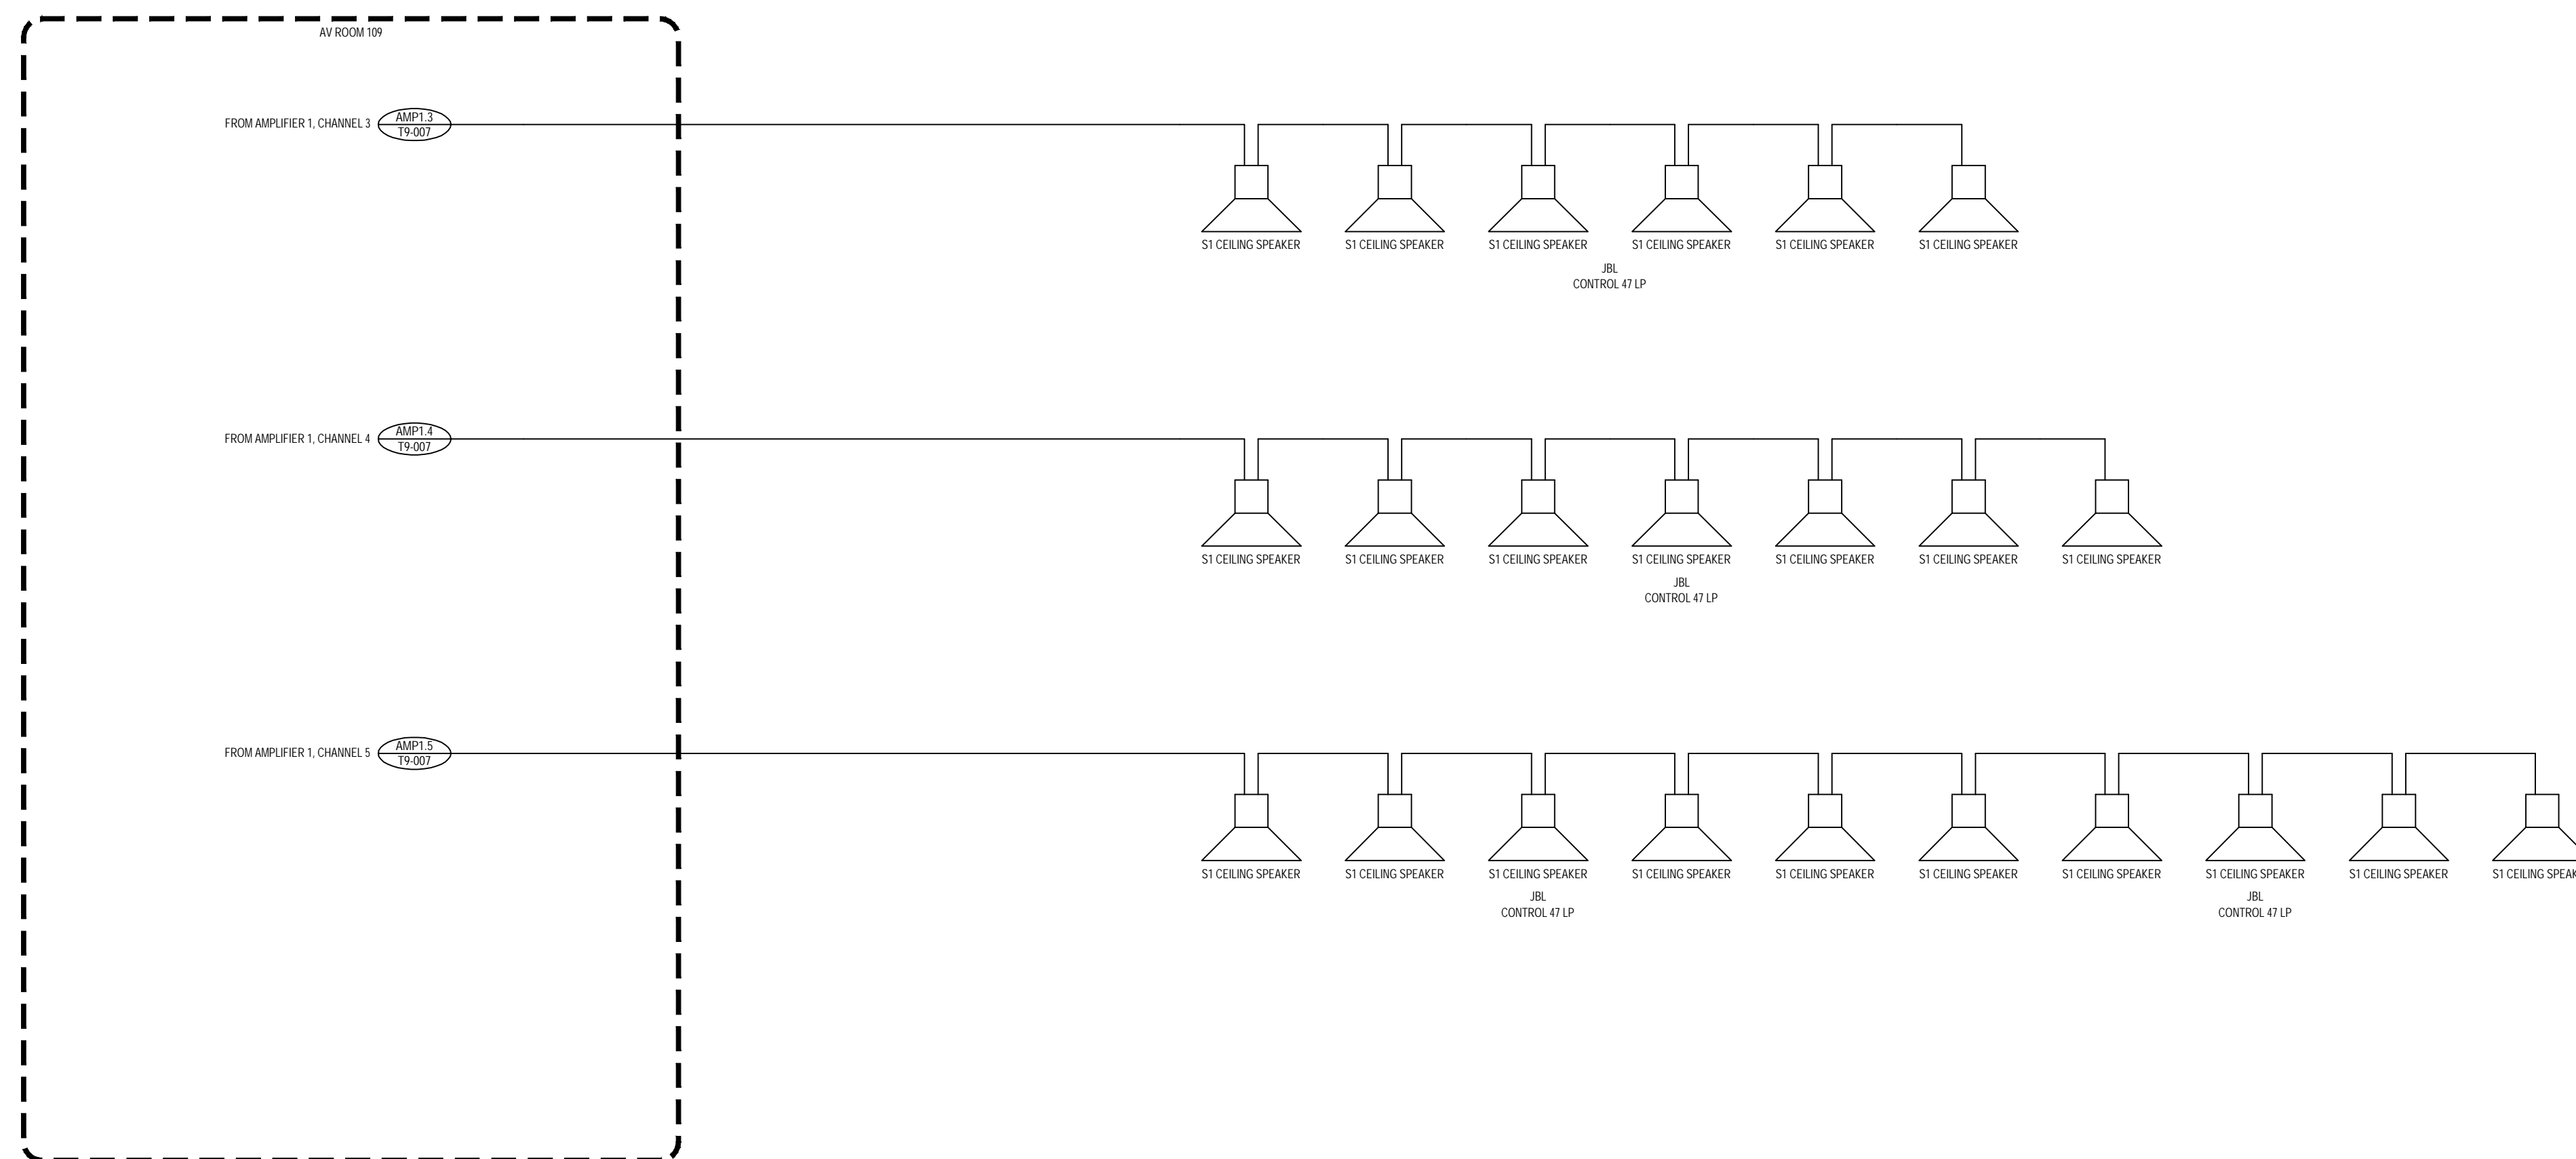 AV ROOM 109
FROM AMPLIFIER 1, CHANNEL 3
AMP1.3
T9-007
S1 CEILING SPEAKER
S1 CEILING SPEAKER
S1 CEILING SPEAKER
S1 CEILING SPEAKER
S1 CEILING SPEAKER
S1 CEILING SPEAKER
JBL
CONTROL 47 LP
FROM AMPLIFIER 1, CHANNEL 4
AMP1.4
T9-007
S1 CEILING SPEAKER
S1 CEILING SPEAKER
S1 CEILING SPEAKER
S1 CEILING SPEAKER
S1 CEILING SPEAKER
S1 CEILING SPEAKER
S1 CEILING SPEAKER
JBL
CONTROL 47 LP
FROM AMPLIFIER 1, CHANNEL 5
AMP1.5
T9-007
S1 CEILING SPEAKER
S1 CEILING SPEAKER
S1 CEILING SPEAKER
S1 CEILING SPEAKER
S1 CEILING SPEAKER
S1 CEILING SPEAKER
S1 CEILING SPEAKER
S1 CEILING SPEAKER
S1 CEILING SPEAKER
S1 CEILING
JBL
CONTROL 47 LP
JBL
CONTROL 47 LP